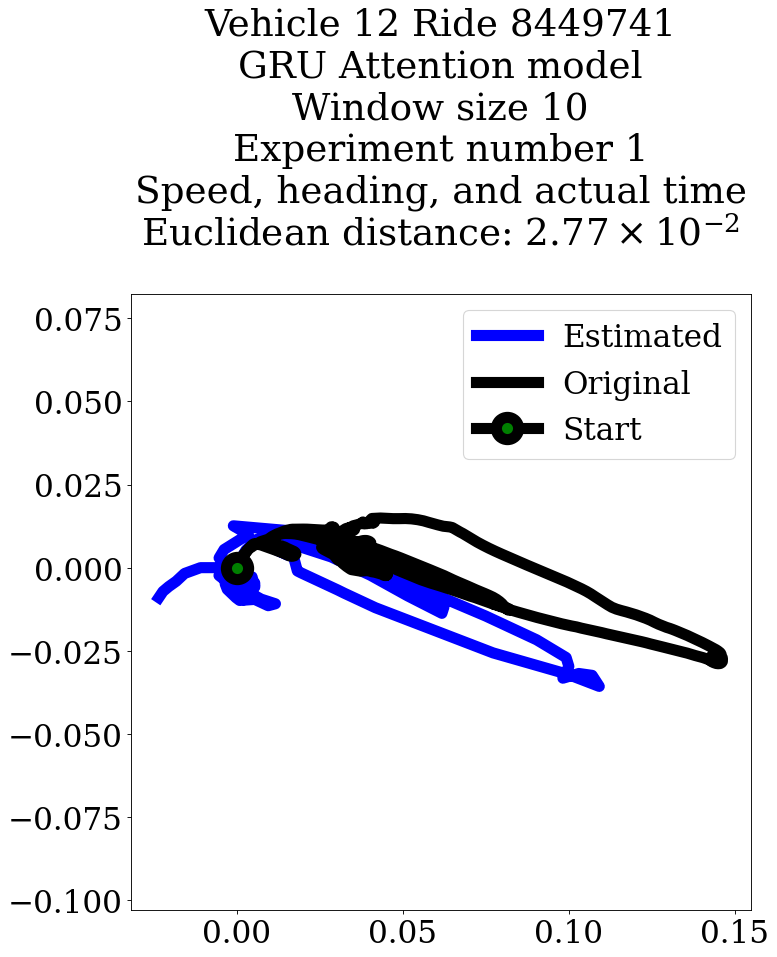 Vehicle 12 Ride 8449741
GRU Attention model
Window size 10
Experiment number 1
Speed, heading, and actual time
Euclidean distance: 2.77 × 10⁻²
Estimated
Original
Start
0.075
0.050
0.025
0.000
−0.025
−0.050
−0.075
−0.100
0.00
0.05
0.10
0.15